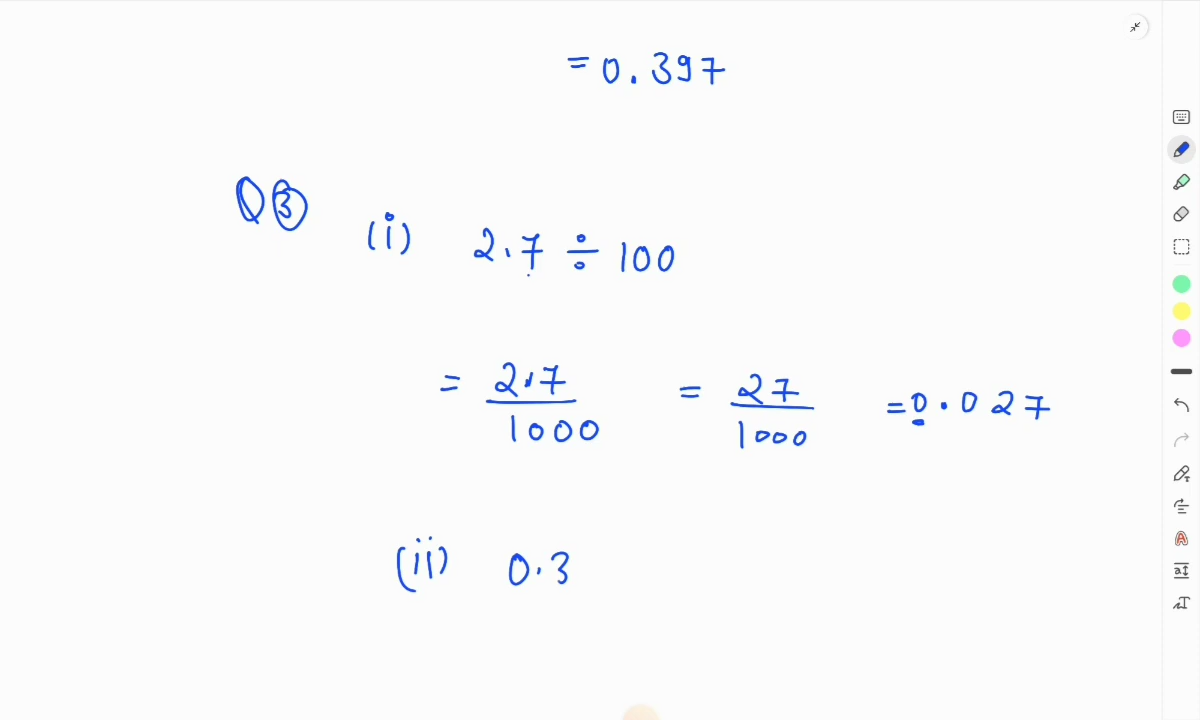 = 0.397
Q3
(i) 2.7 ÷ 100
= 2.7/1000 = 27/1000 = 0.027
(ii) 0.3